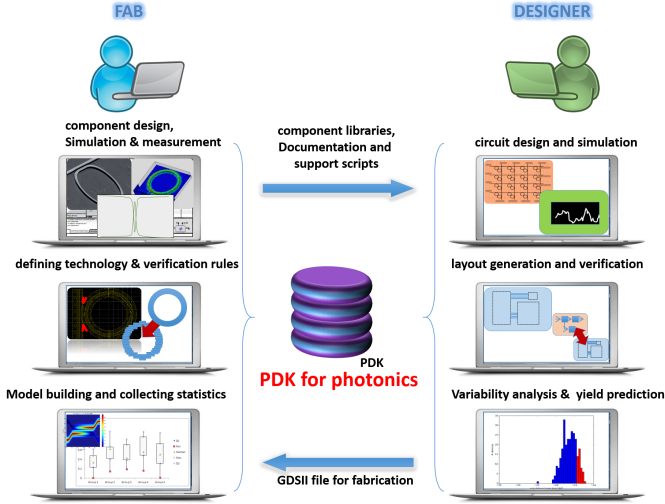 FAB
DESIGNER
component design,
Simulation & measurement
component libraries,
Documentation and
support scripts
circuit design and simulation
defining technology & verification rules
layout generation and verification
PDK
PDK for photonics
Model building and collecting statistics
Variability analysis & yield prediction
GDSII file for fabrication